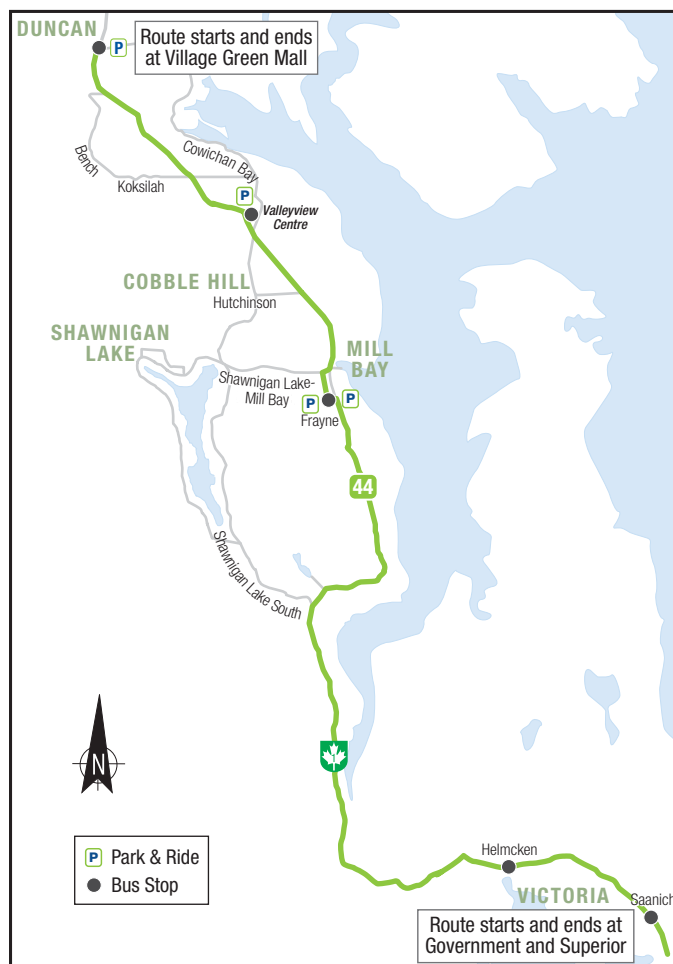 DUNCAN
P
Route starts and ends
at Village Green Mall
Bench
Cowichan Bay
Koksilah
P
Valleyview
Centre
COBBLE HILL
Hutchinson
SHAWNIGAN
LAKE
MILL
BAY
Shawnigan Lake-
Mill Bay
P
P
Frayne
44
Shawnigan Lake South
1
N
P Park & Ride
Bus Stop
Helmcken
VICTORIA
Saanich
Route starts and ends at
Government and Superior